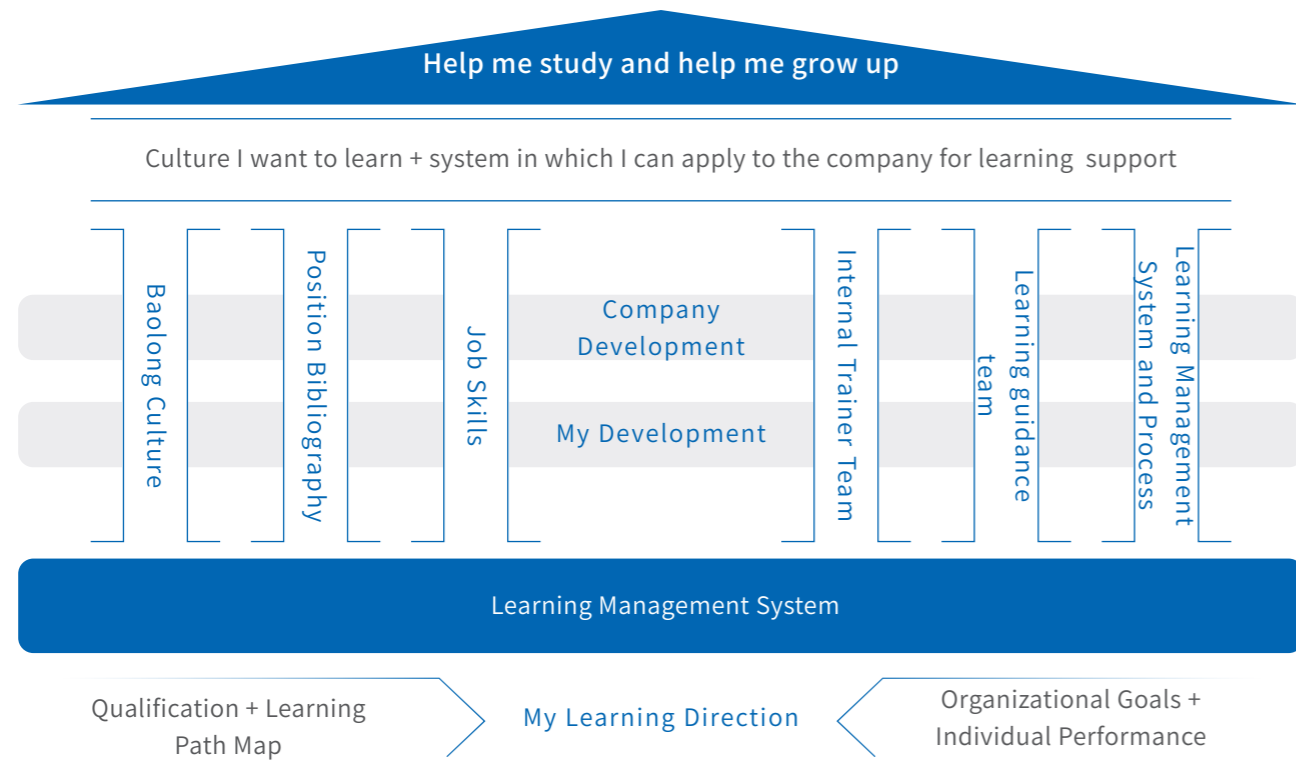 Help me study and help me grow up
Culture I want to learn + system in which I can apply to the company for learning support
Baolong Culture
Position Bibliography
Job Skills
Company
Development
My Development
Internal Trainer Team
Learning guidance
team
Learning Management
System and Process
Learning Management System
Qualification + Learning
Path Map
My Learning Direction
Organizational Goals +
Individual Performance